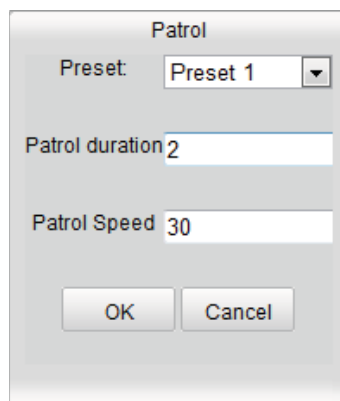 Patrol
Preset: Preset 1
Patrol duration 2
Patrol Speed 30
OK Cancel